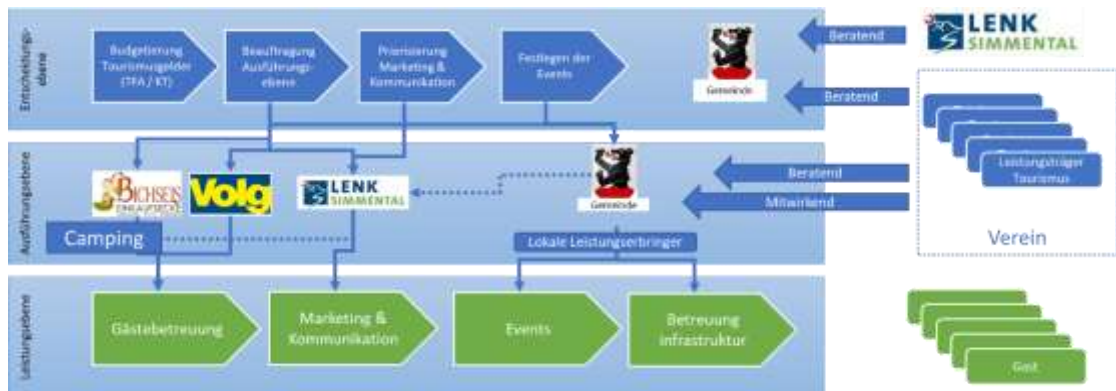 Entscheidungs-
ebene
Budgetierung
Tourismusgelder
(TFA / KT)
Beauftragung
Ausführungs-
ebene
Priorisierung
Marketing &
Kommunikation
Festlegen der
Events
Gemeinde
Beratend
Beratend
LENK
SIMMENTAL
Leistungsträger
Tourismus
Verein
Ausführungsebene
BICHSELS
EINKAUFSECKE
Volg
LENK
SIMMENTAL
Gemeinde
Beratend
Mitwirkend
Camping
Lokale Leistungserbringer
Leistungsebene
Gästebetreuung
Marketing &
Kommunikation
Events
Betreuung
infrastruktur
Gast